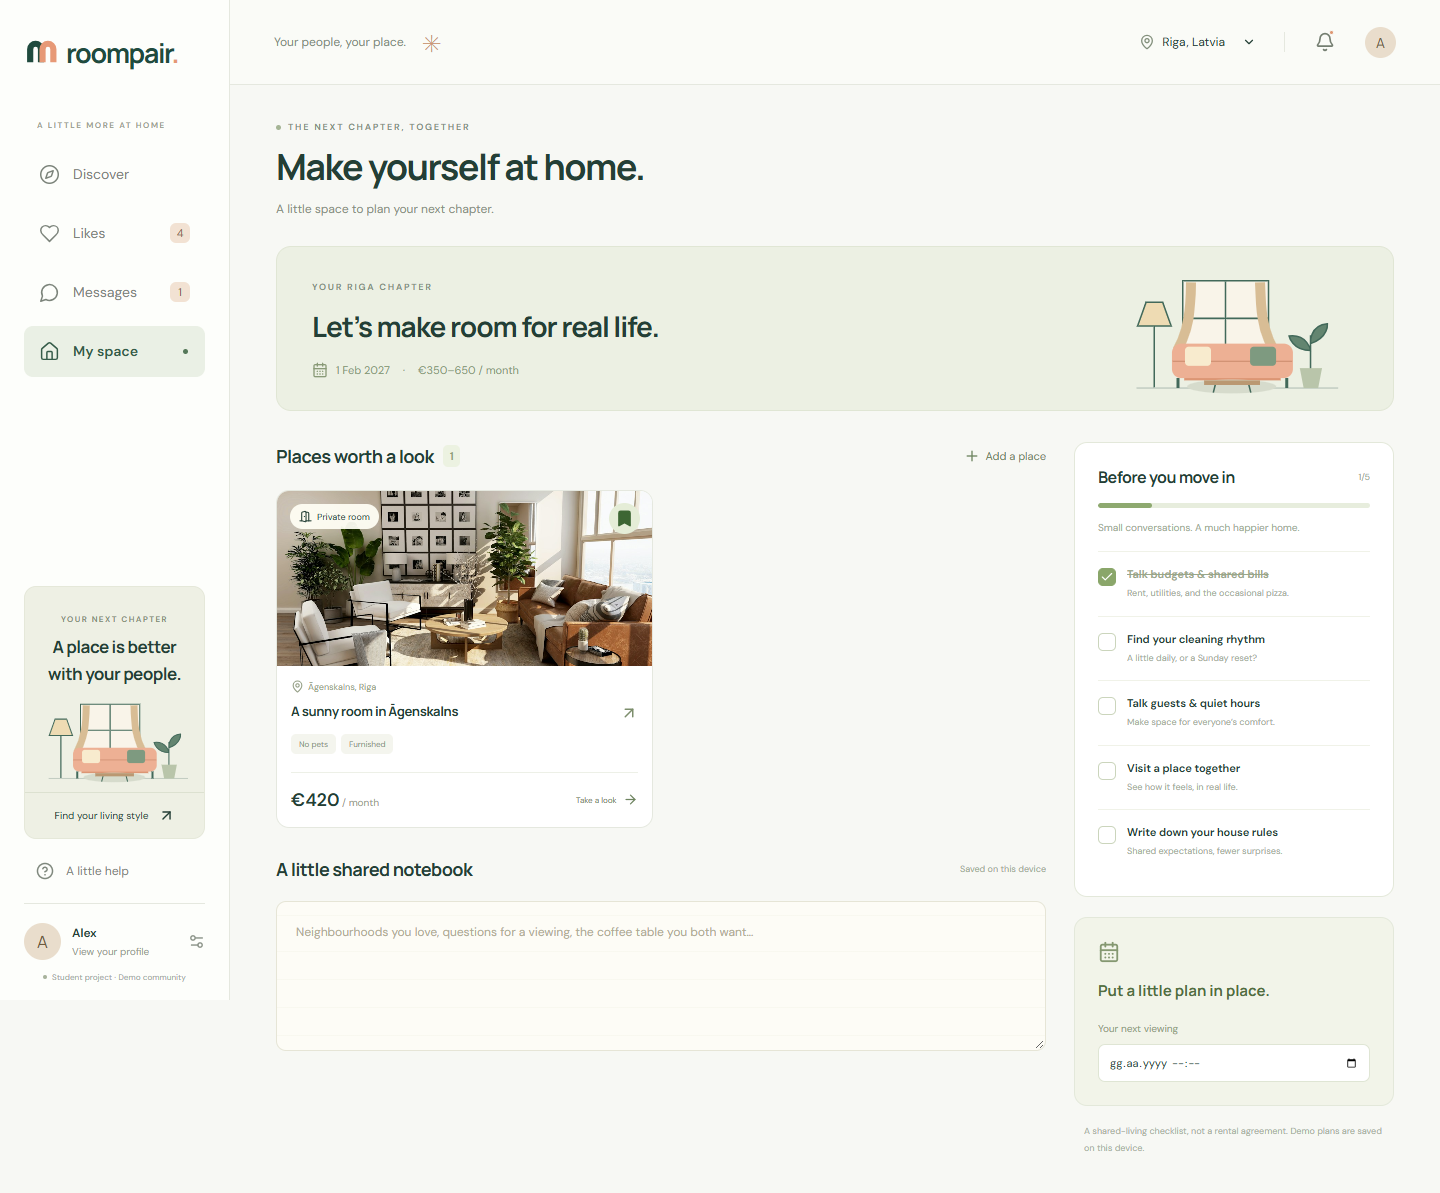 roompair.
A LITTLE MORE AT HOME
Discover
Likes
4
Messages
1
My space
YOUR NEXT CHAPTER
A place is better
with your people.
Find your living style
A little help
A
Alex
View your profile
Student project · Demo community
Your people, your place.
Riga, Latvia
A
THE NEXT CHAPTER, TOGETHER
Make yourself at home.
A little space to plan your next chapter.
YOUR RIGA CHAPTER
Let's make room for real life.
1 Feb 2027 · €350–650 / month
Places worth a look
1
Add a place
Private room
Āgenskalns, Riga
A sunny room in Āgenskalns
No pets
Furnished
€420 / month
Take a look
A little shared notebook
Saved on this device
Neighbourhoods you love, questions for a viewing, the coffee table you both want…
Before you move in
1/5
Small conversations. A much happier home.
Talk budgets & shared bills
Rent, utilities, and the occasional pizza.
Find your cleaning rhythm
A little daily, or a Sunday reset?
Talk guests & quiet hours
Make space for everyone's comfort.
Visit a place together
See how it feels, in real life.
Write down your house rules
Shared expectations, fewer surprises.
Put a little plan in place.
Your next viewing
gg.aa.yyyy --:--
A shared-living checklist, not a rental agreement. Demo plans are saved
on this device.